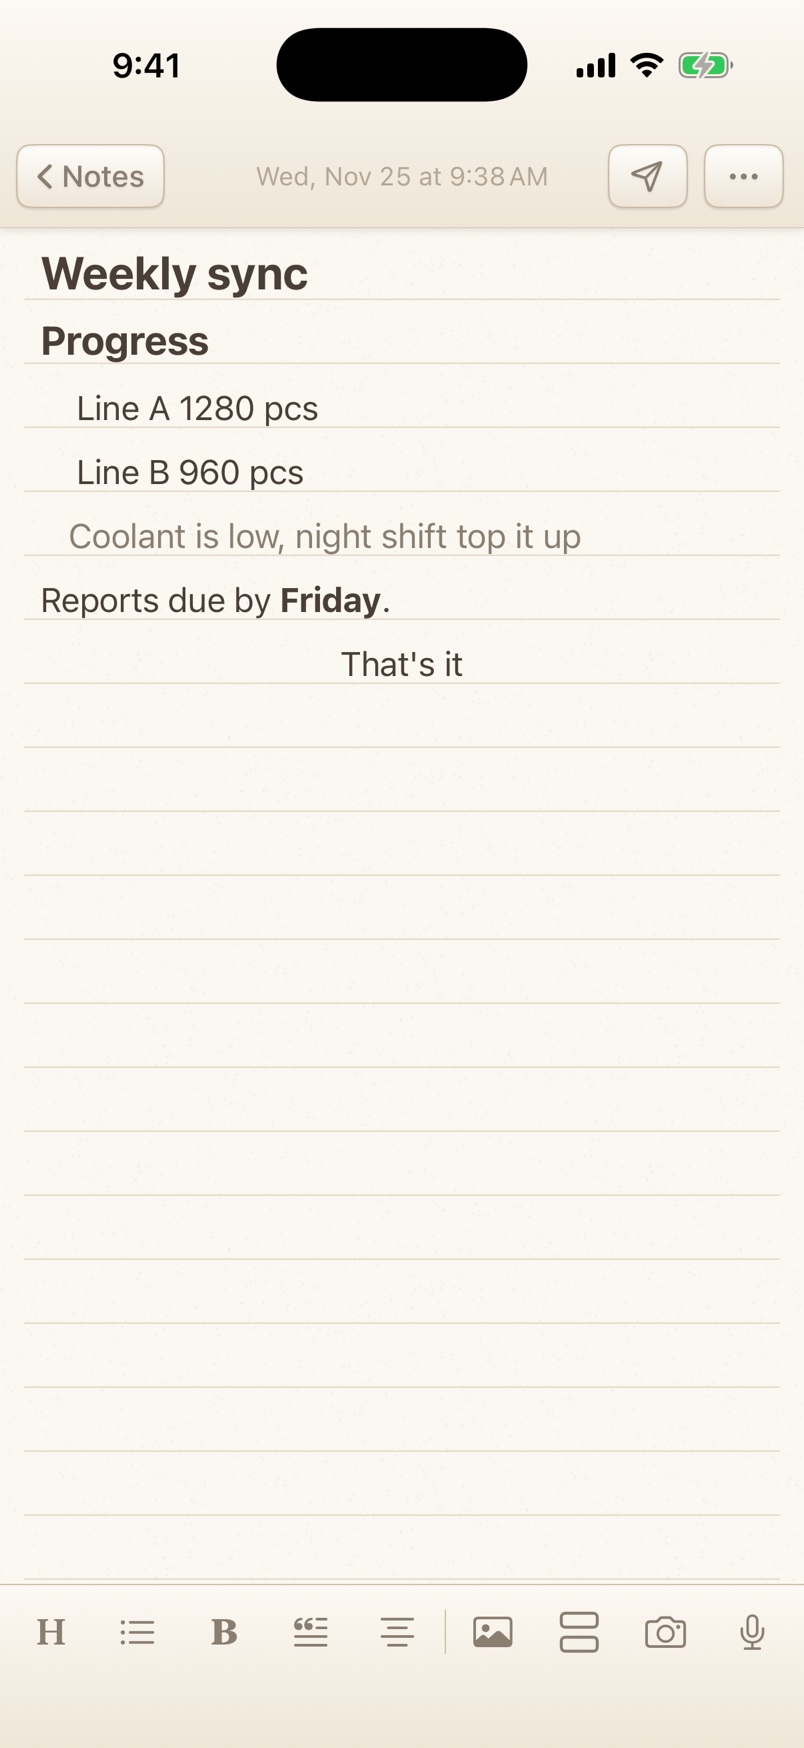 9:41
Notes
Wed, Nov 25 at 9:38 AM
Weekly sync
Progress
Line A 1280 pcs
Line B 960 pcs
Coolant is low, night shift top it up
Reports due by Friday.
That's it
H
B